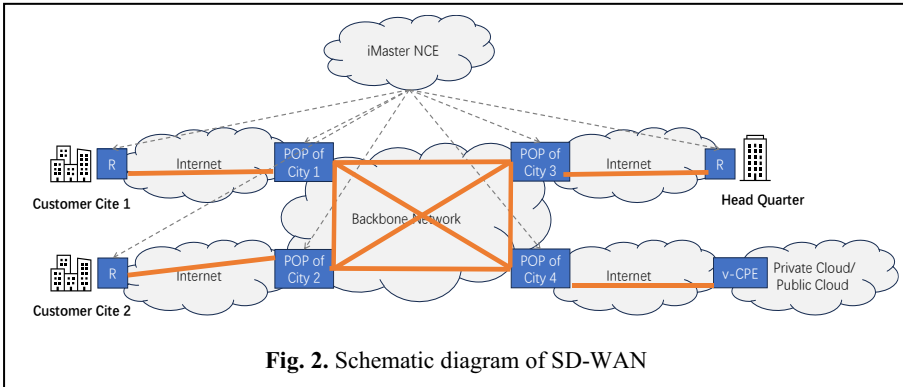 iMaster NCE
R
Internet
POP of
City 1
POP of
City 3
Internet
R
Customer Cite 1
Head Quarter
Backbone Network
R
Internet
POP of
City 2
POP of
City 4
Internet
v-CPE
Private Cloud/
Public Cloud
Customer Cite 2
Fig. 2. Schematic diagram of SD-WAN